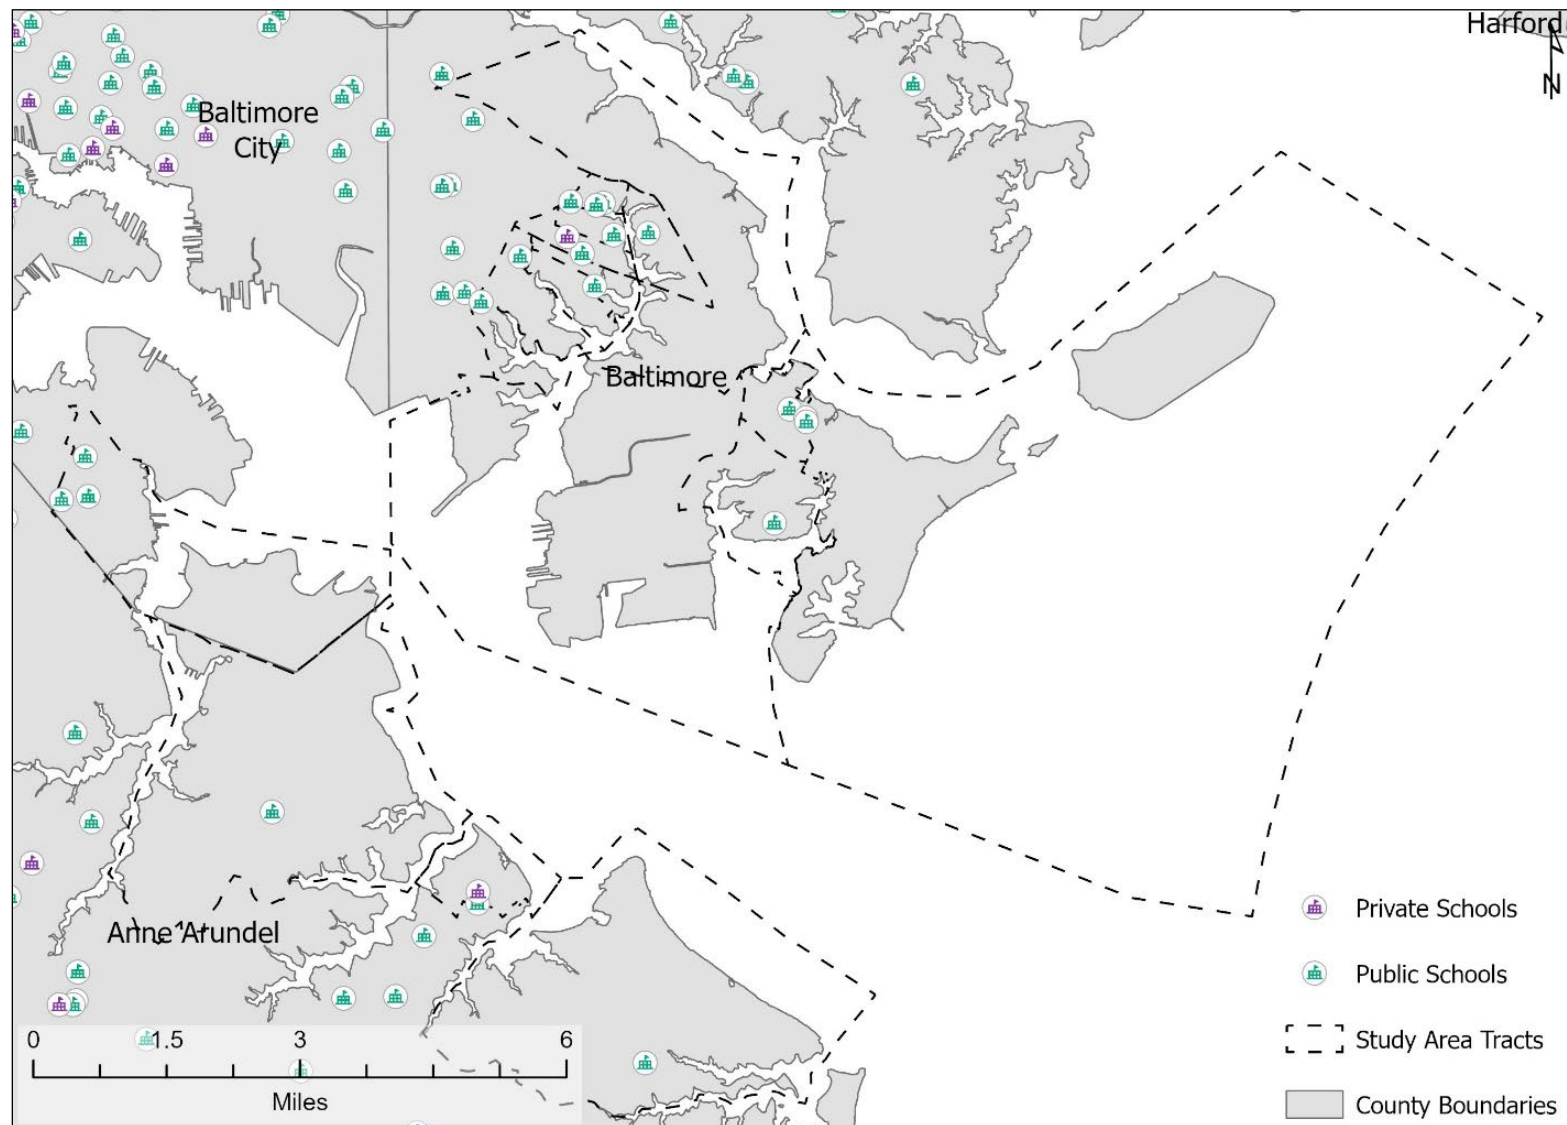 Harford
N
Baltimore
City
Baltimore
Anne Arundel
Private Schools
Public Schools
Study Area Tracts
County Boundaries
0 1.5 3 6
Miles